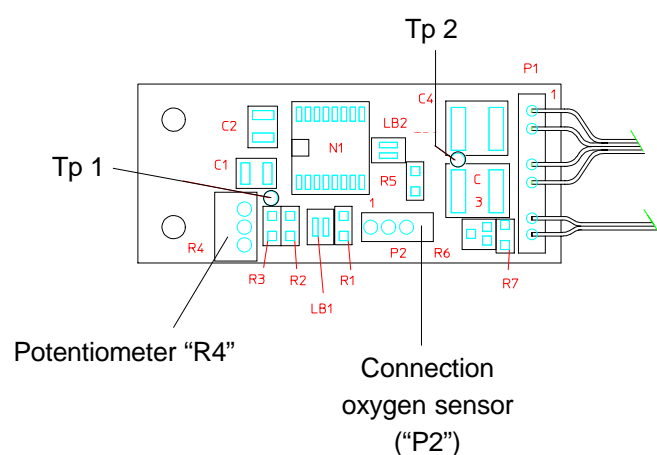 Tp 2
P1
1
C4
C2
LB2
N1
Tp 1
C1
R5
C
3
1
R4
P2
R6
R3
R2
R1
R7
LB1
Potentiometer “R4”
Connection
oxygen sensor
(“P2”)